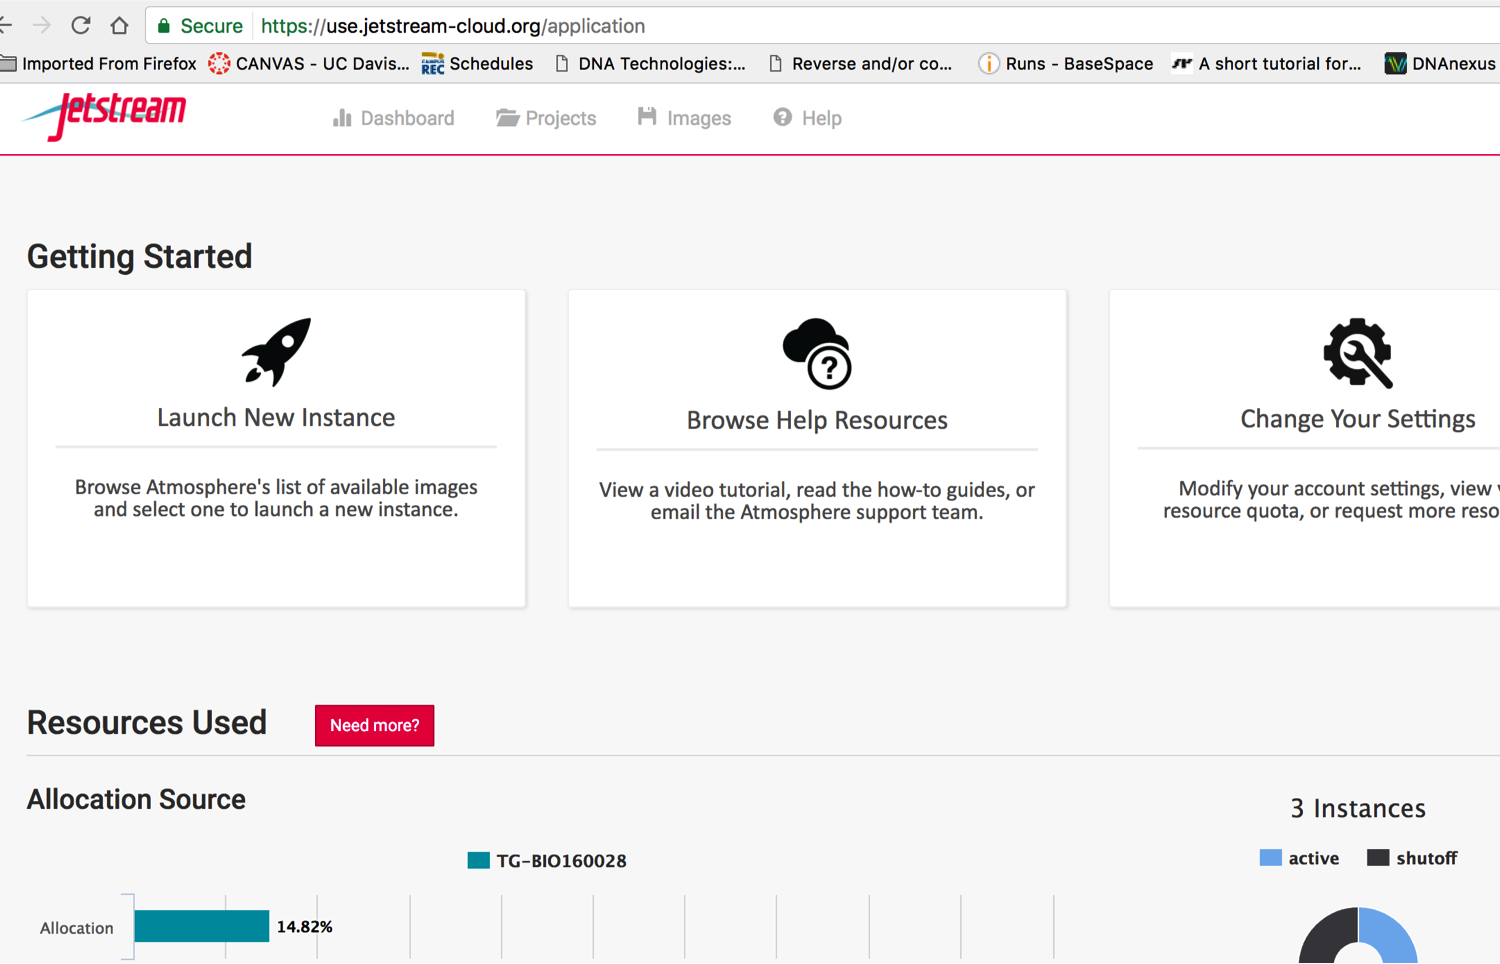 Secure https://use.jetstream-cloud.org/application
Imported From Firefox CANVAS - UC Davis... CAMPUS REC Schedules DNA Technologies:... Reverse and/or co... Runs - BaseSpace A short tutorial for... DNAnexus
Jetstream Dashboard Projects Images Help
Getting Started
Launch New Instance
Browse Atmosphere's list of available images
and select one to launch a new instance.
Browse Help Resources
View a video tutorial, read the how-to guides, or
email the Atmosphere support team.
Change Your Settings
Modify your account settings, view
resource quota, or request more reso
Resources Used Need more?
Allocation Source
TG-BIO160028
Allocation 14.82%
3 Instances
active shutoff